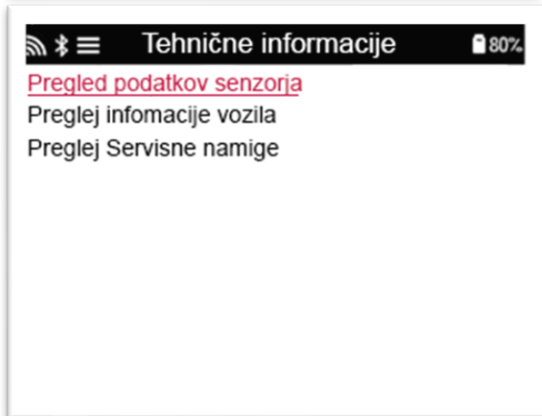 Tehnične informacije 80%
Pregled podatkov senzorja
Preglej infomacije vozila
Preglej Servisne namige